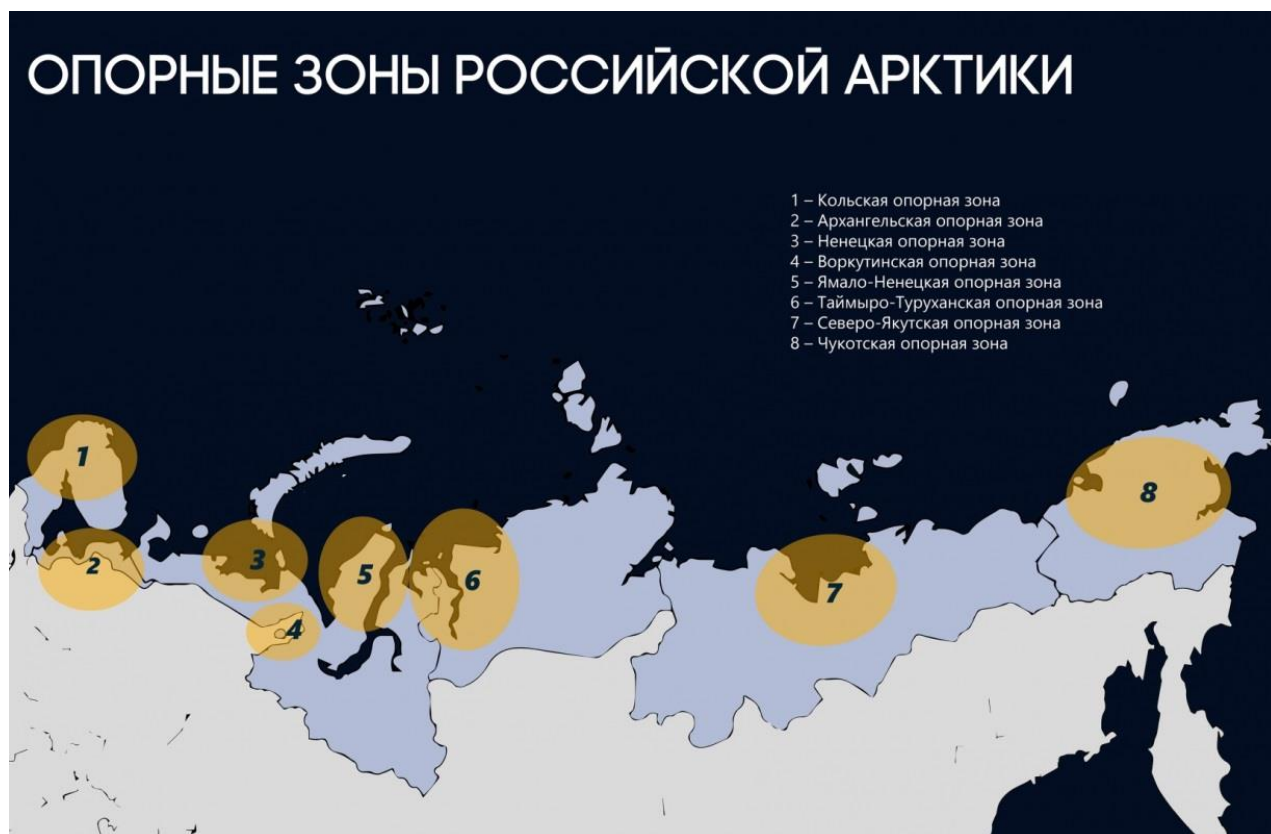 ОПОРНЫЕ ЗОНЫ РОССИЙСКОЙ АРКТИКИ
1 – Кольская опорная зона
2 – Архангельская опорная зона
3 – Ненецкая опорная зона
4 – Воркутинская опорная зона
5 – Ямало-Ненецкая опорная зона
6 – Таймыро-Туруханская опорная зона
7 – Северо-Якутская опорная зона
8 – Чукотская опорная зона
1
8
2
3
5
6
7
4